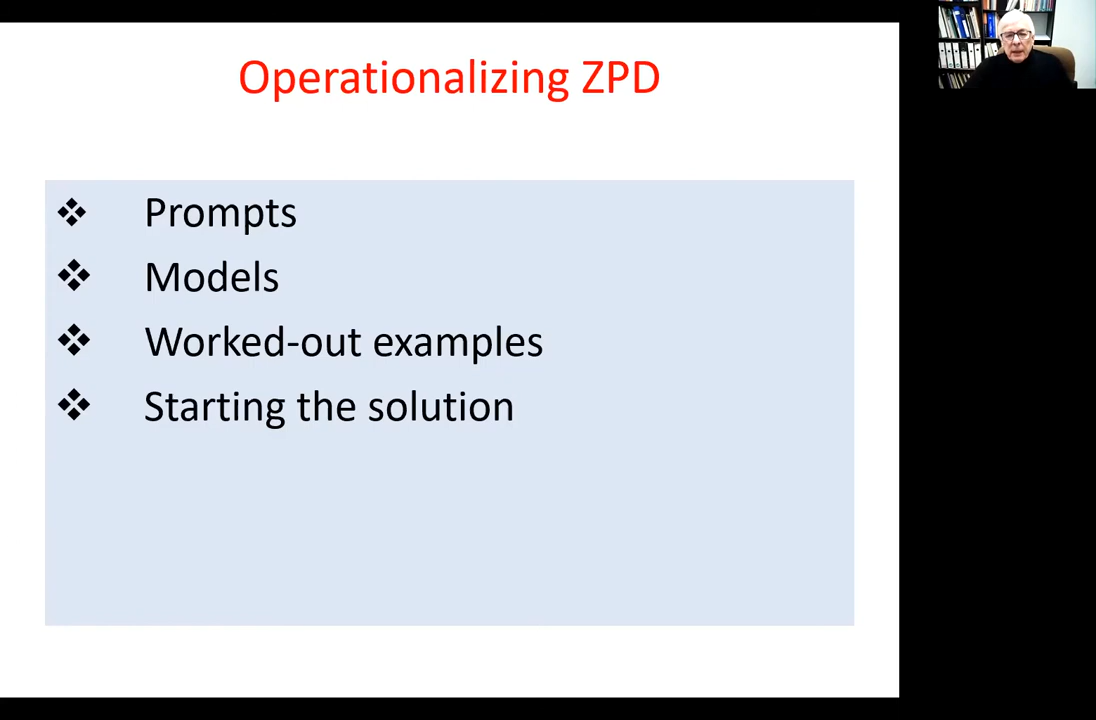 Operationalizing ZPD
❖ Prompts
❖ Models
❖ Worked-out examples
❖ Starting the solution